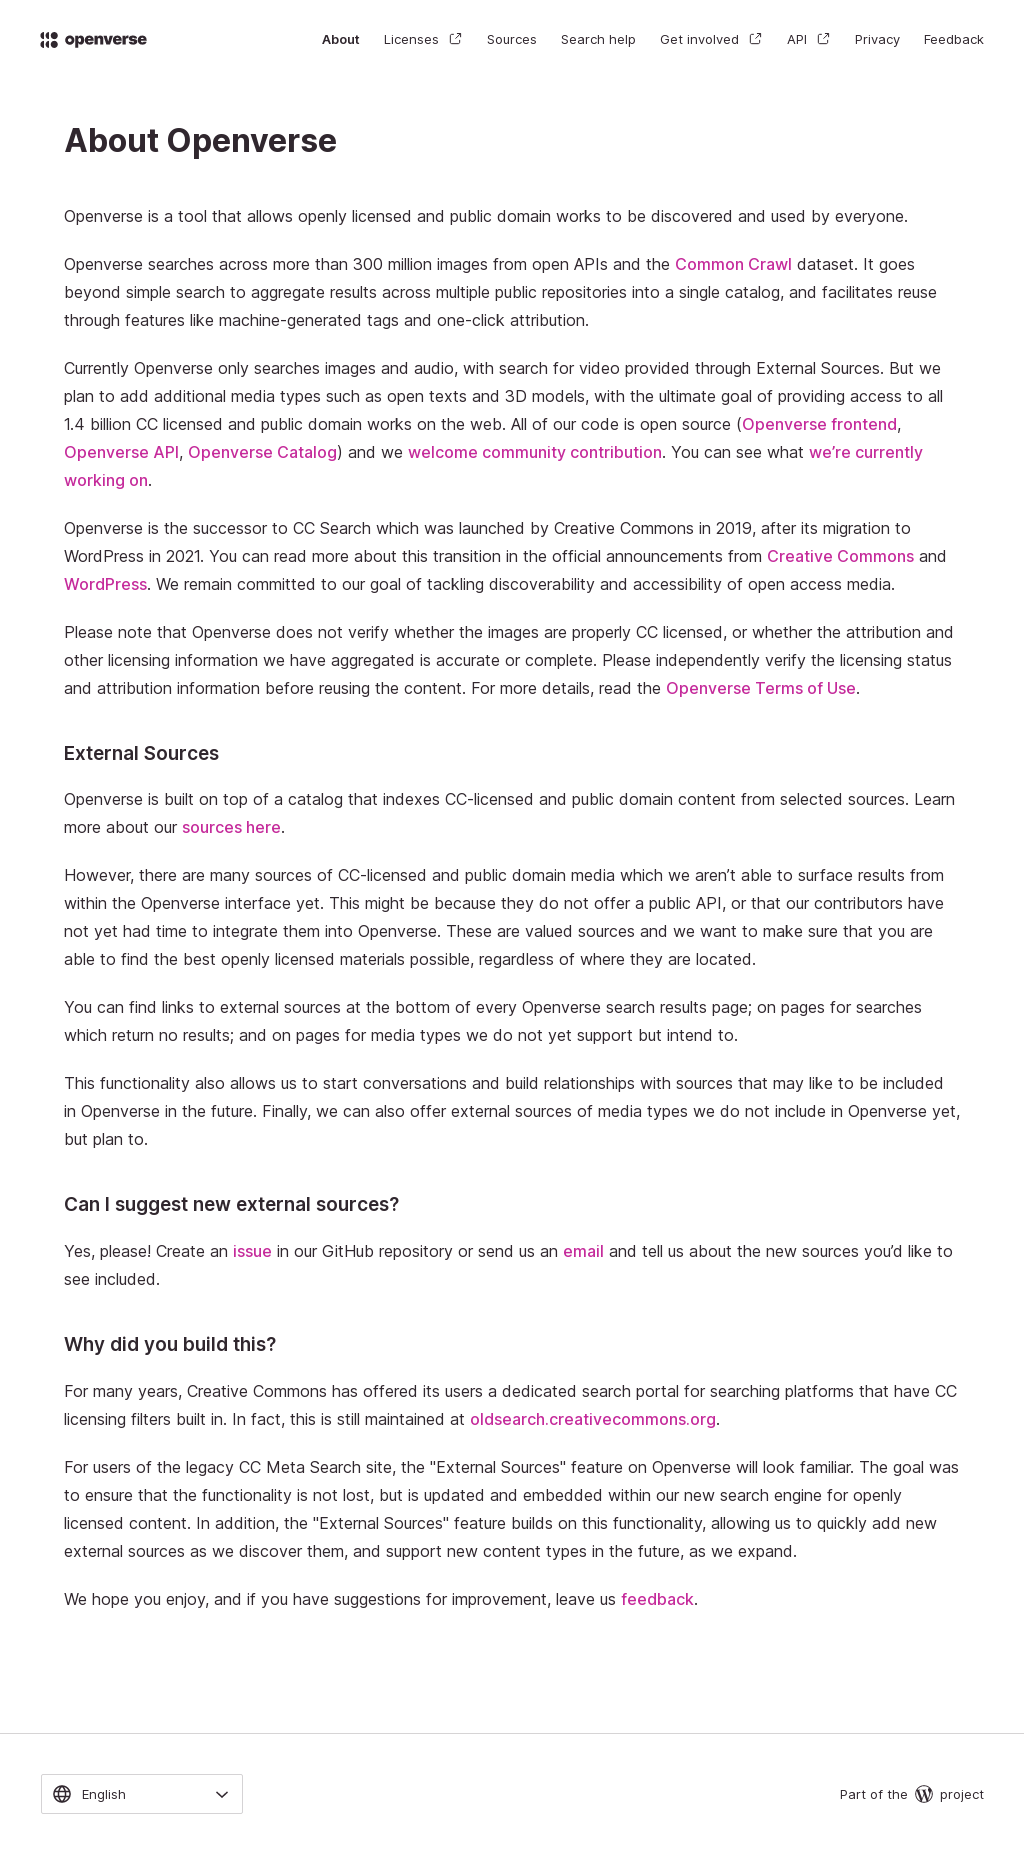 openverse
About Licenses Sources Search help Get involved API Privacy Feedback
About Openverse
Openverse is a tool that allows openly licensed and public domain works to be discovered and used by everyone.
Openverse searches across more than 300 million images from open APIs and the Common Crawl dataset. It goes
beyond simple search to aggregate results across multiple public repositories into a single catalog, and facilitates reuse
through features like machine-generated tags and one-click attribution.
Currently Openverse only searches images and audio, with search for video provided through External Sources. But we
plan to add additional media types such as open texts and 3D models, with the ultimate goal of providing access to all
1.4 billion CC licensed and public domain works on the web. All of our code is open source (Openverse frontend,
Openverse API, Openverse Catalog) and we welcome community contribution. You can see what we’re currently
working on.
Openverse is the successor to CC Search which was launched by Creative Commons in 2019, after its migration to
WordPress in 2021. You can read more about this transition in the official announcements from Creative Commons and
WordPress. We remain committed to our goal of tackling discoverability and accessibility of open access media.
Please note that Openverse does not verify whether the images are properly CC licensed, or whether the attribution and
other licensing information we have aggregated is accurate or complete. Please independently verify the licensing status
and attribution information before reusing the content. For more details, read the Openverse Terms of Use.
External Sources
Openverse is built on top of a catalog that indexes CC-licensed and public domain content from selected sources. Learn
more about our sources here.
However, there are many sources of CC-licensed and public domain media which we aren’t able to surface results from
within the Openverse interface yet. This might be because they do not offer a public API, or that our contributors have
not yet had time to integrate them into Openverse. These are valued sources and we want to make sure that you are
able to find the best openly licensed materials possible, regardless of where they are located.
You can find links to external sources at the bottom of every Openverse search results page; on pages for searches
which return no results; and on pages for media types we do not yet support but intend to.
This functionality also allows us to start conversations and build relationships with sources that may like to be included
in Openverse in the future. Finally, we can also offer external sources of media types we do not include in Openverse yet,
but plan to.
Can I suggest new external sources?
Yes, please! Create an issue in our GitHub repository or send us an email and tell us about the new sources you’d like to
see included.
Why did you build this?
For many years, Creative Commons has offered its users a dedicated search portal for searching platforms that have CC
licensing filters built in. In fact, this is still maintained at oldsearch.creativecommons.org.
For users of the legacy CC Meta Search site, the "External Sources" feature on Openverse will look familiar. The goal was
to ensure that the functionality is not lost, but is updated and embedded within our new search engine for openly
licensed content. In addition, the "External Sources" feature builds on this functionality, allowing us to quickly add new
external sources as we discover them, and support new content types in the future, as we expand.
We hope you enjoy, and if you have suggestions for improvement, leave us feedback.
English
Part of the project